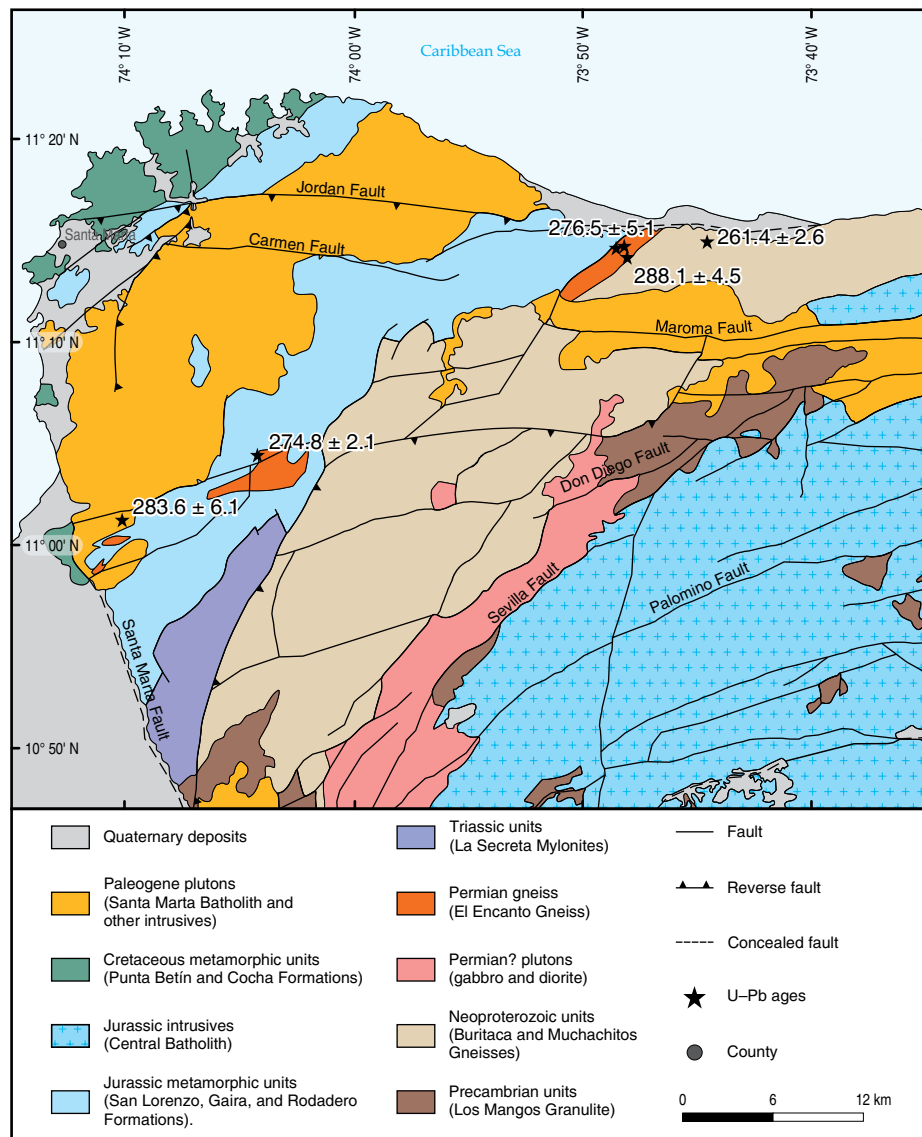 74° 10' W
74° 00' W
73° 50' W
73° 40' W
Caribbean Sea
11° 20' N
Jordan Fault
Santa Marta
Carmen Fault
276.5 ± 5.1
261.4 ± 2.6
288.1 ± 4.5
Maroma Fault
11° 10' N
274.8 ± 2.1
Don Diego Fault
283.6 ± 6.1
11° 00' N
Sevilla Fault
Palomino Fault
Santa Marta Fault
10° 50' N
Quaternary deposits
Paleogene plutons
(Santa Marta Batholith and
other intrusives)
Cretaceous metamorphic units
(Punta Betín and Cocha Formations)
Jurassic intrusives
(Central Batholith)
Jurassic metamorphic units
(San Lorenzo, Gaira, and Rodadero
Formations).
Triassic units
(La Secreta Mylonites)
Permian gneiss
(El Encanto Gneiss)
Permian? plutons
(gabbro and diorite)
Neoproterozoic units
(Buritaca and Muchachitos
Gneisses)
Precambrian units
(Los Mangos Granulite)
Fault
Reverse fault
Concealed fault
U–Pb ages
County
0 6 12 km